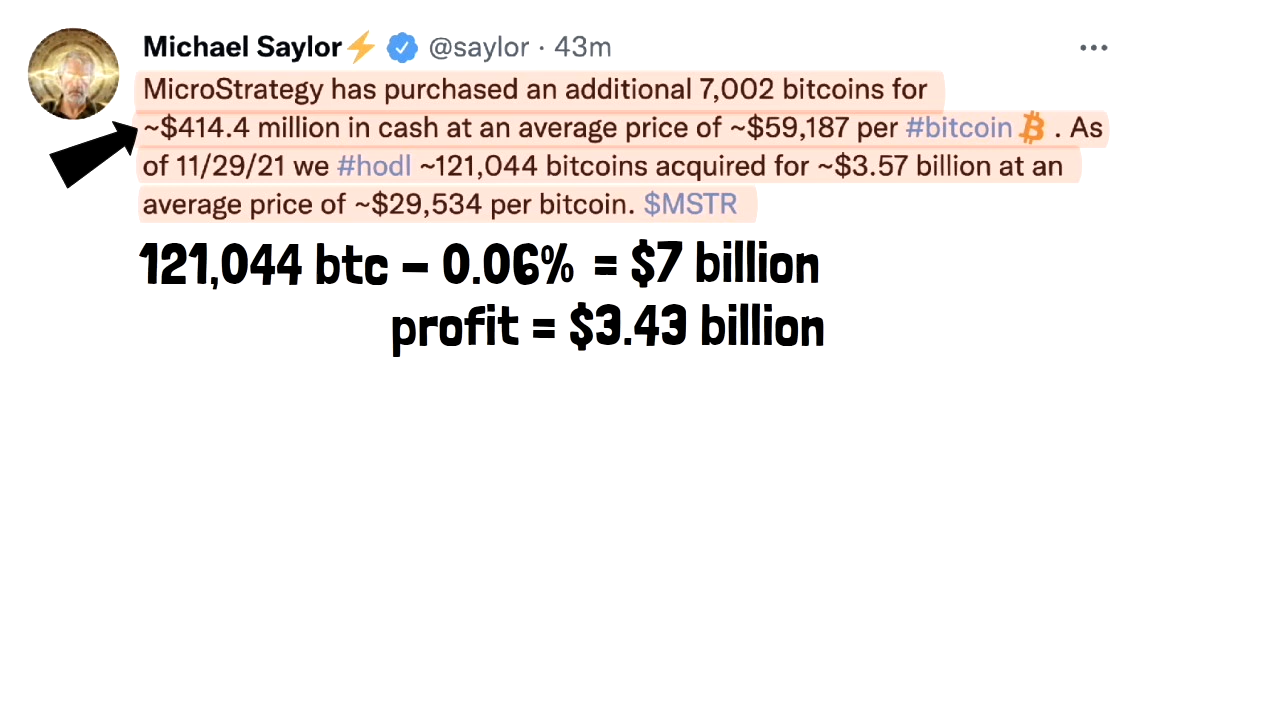 Michael Saylor⚡ @saylor · 43m ...
MicroStrategy has purchased an additional 7,002 bitcoins for
~$414.4 million in cash at an average price of ~$59,187 per #bitcoin ₿ . As
of 11/29/21 we #hodl ~121,044 bitcoins acquired for ~$3.57 billion at an
average price of ~$29,534 per bitcoin. $MSTR
121,044 btc - 0.06% = $7 billion
profit = $3.43 billion